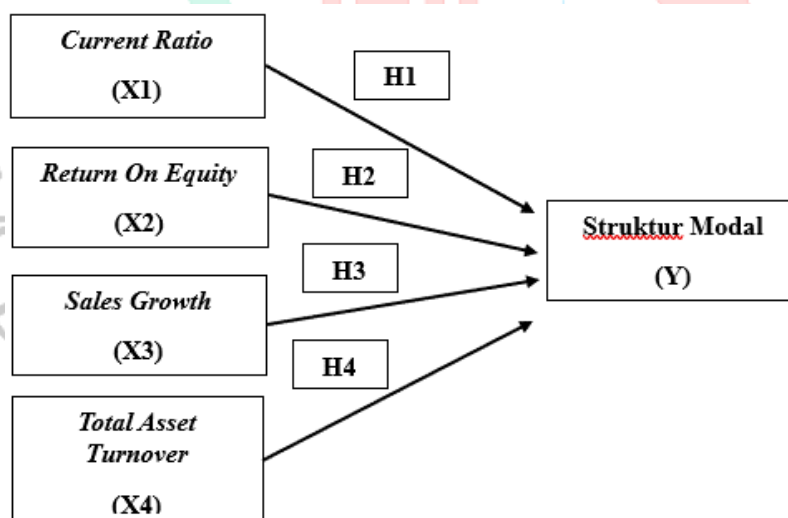 Current Ratio
(X1)
H1
Return On Equity
(X2)
H2
Struktur Modal
(Y)
Sales Growth
(X3)
H3
H4
Total Asset
Turnover
(X4)